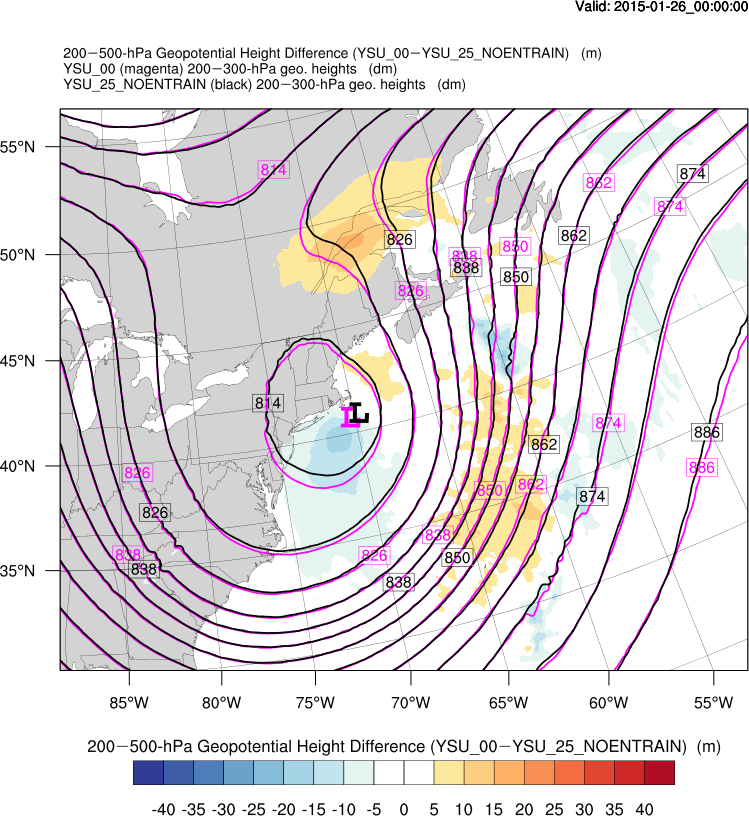 Valid: 2015-01-26_00:00:00
200−500-hPa Geopotential Height Difference (YSU_00−YSU_25_NOENTRAIN) (m)
YSU_00 (magenta) 200−300-hPa geo. heights (dm)
YSU_25_NOENTRAIN (black) 200−300-hPa geo. heights (dm)
55°N
814
862
874
874
50°N
826
850
862
838
838
850
826
45°N
814
L
L
874
886
862
40°N
826
886
862
850
874
826
838
838
826
850
35°N
838
838
85°W 80°W 75°W 70°W 65°W 60°W 55°W
200−500-hPa Geopotential Height Difference (YSU_00−YSU_25_NOENTRAIN) (m)
-40 -35 -30 -25 -20 -15 -10 -5 0 5 10 15 20 25 30 35 40